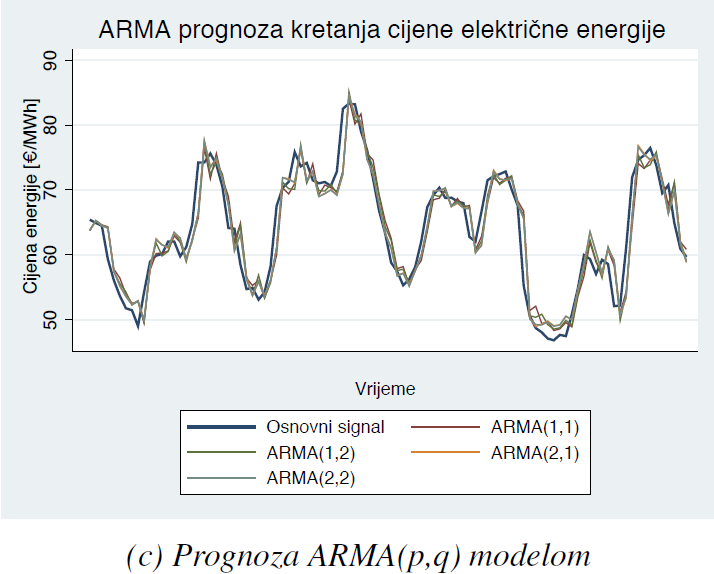 ARMA prognoza kretanja cijene električne energije
Cijena energije [€/MWh]
90
80
70
60
50
Vrijeme
Osnovni signal
ARMA(1,1)
ARMA(1,2)
ARMA(2,1)
ARMA(2,2)
(c) Prognoza ARMA(p,q) modelom